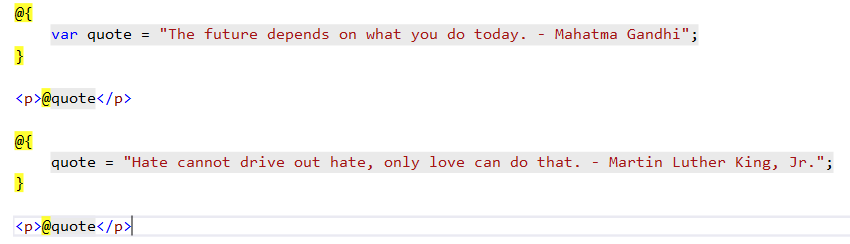 @{
    var quote = "The future depends on what you do today. - Mahatma Gandhi";
}
<p>@quote</p>
@{
    quote = "Hate cannot drive out hate, only love can do that. - Martin Luther King, Jr.";
}
<p>@quote</p>